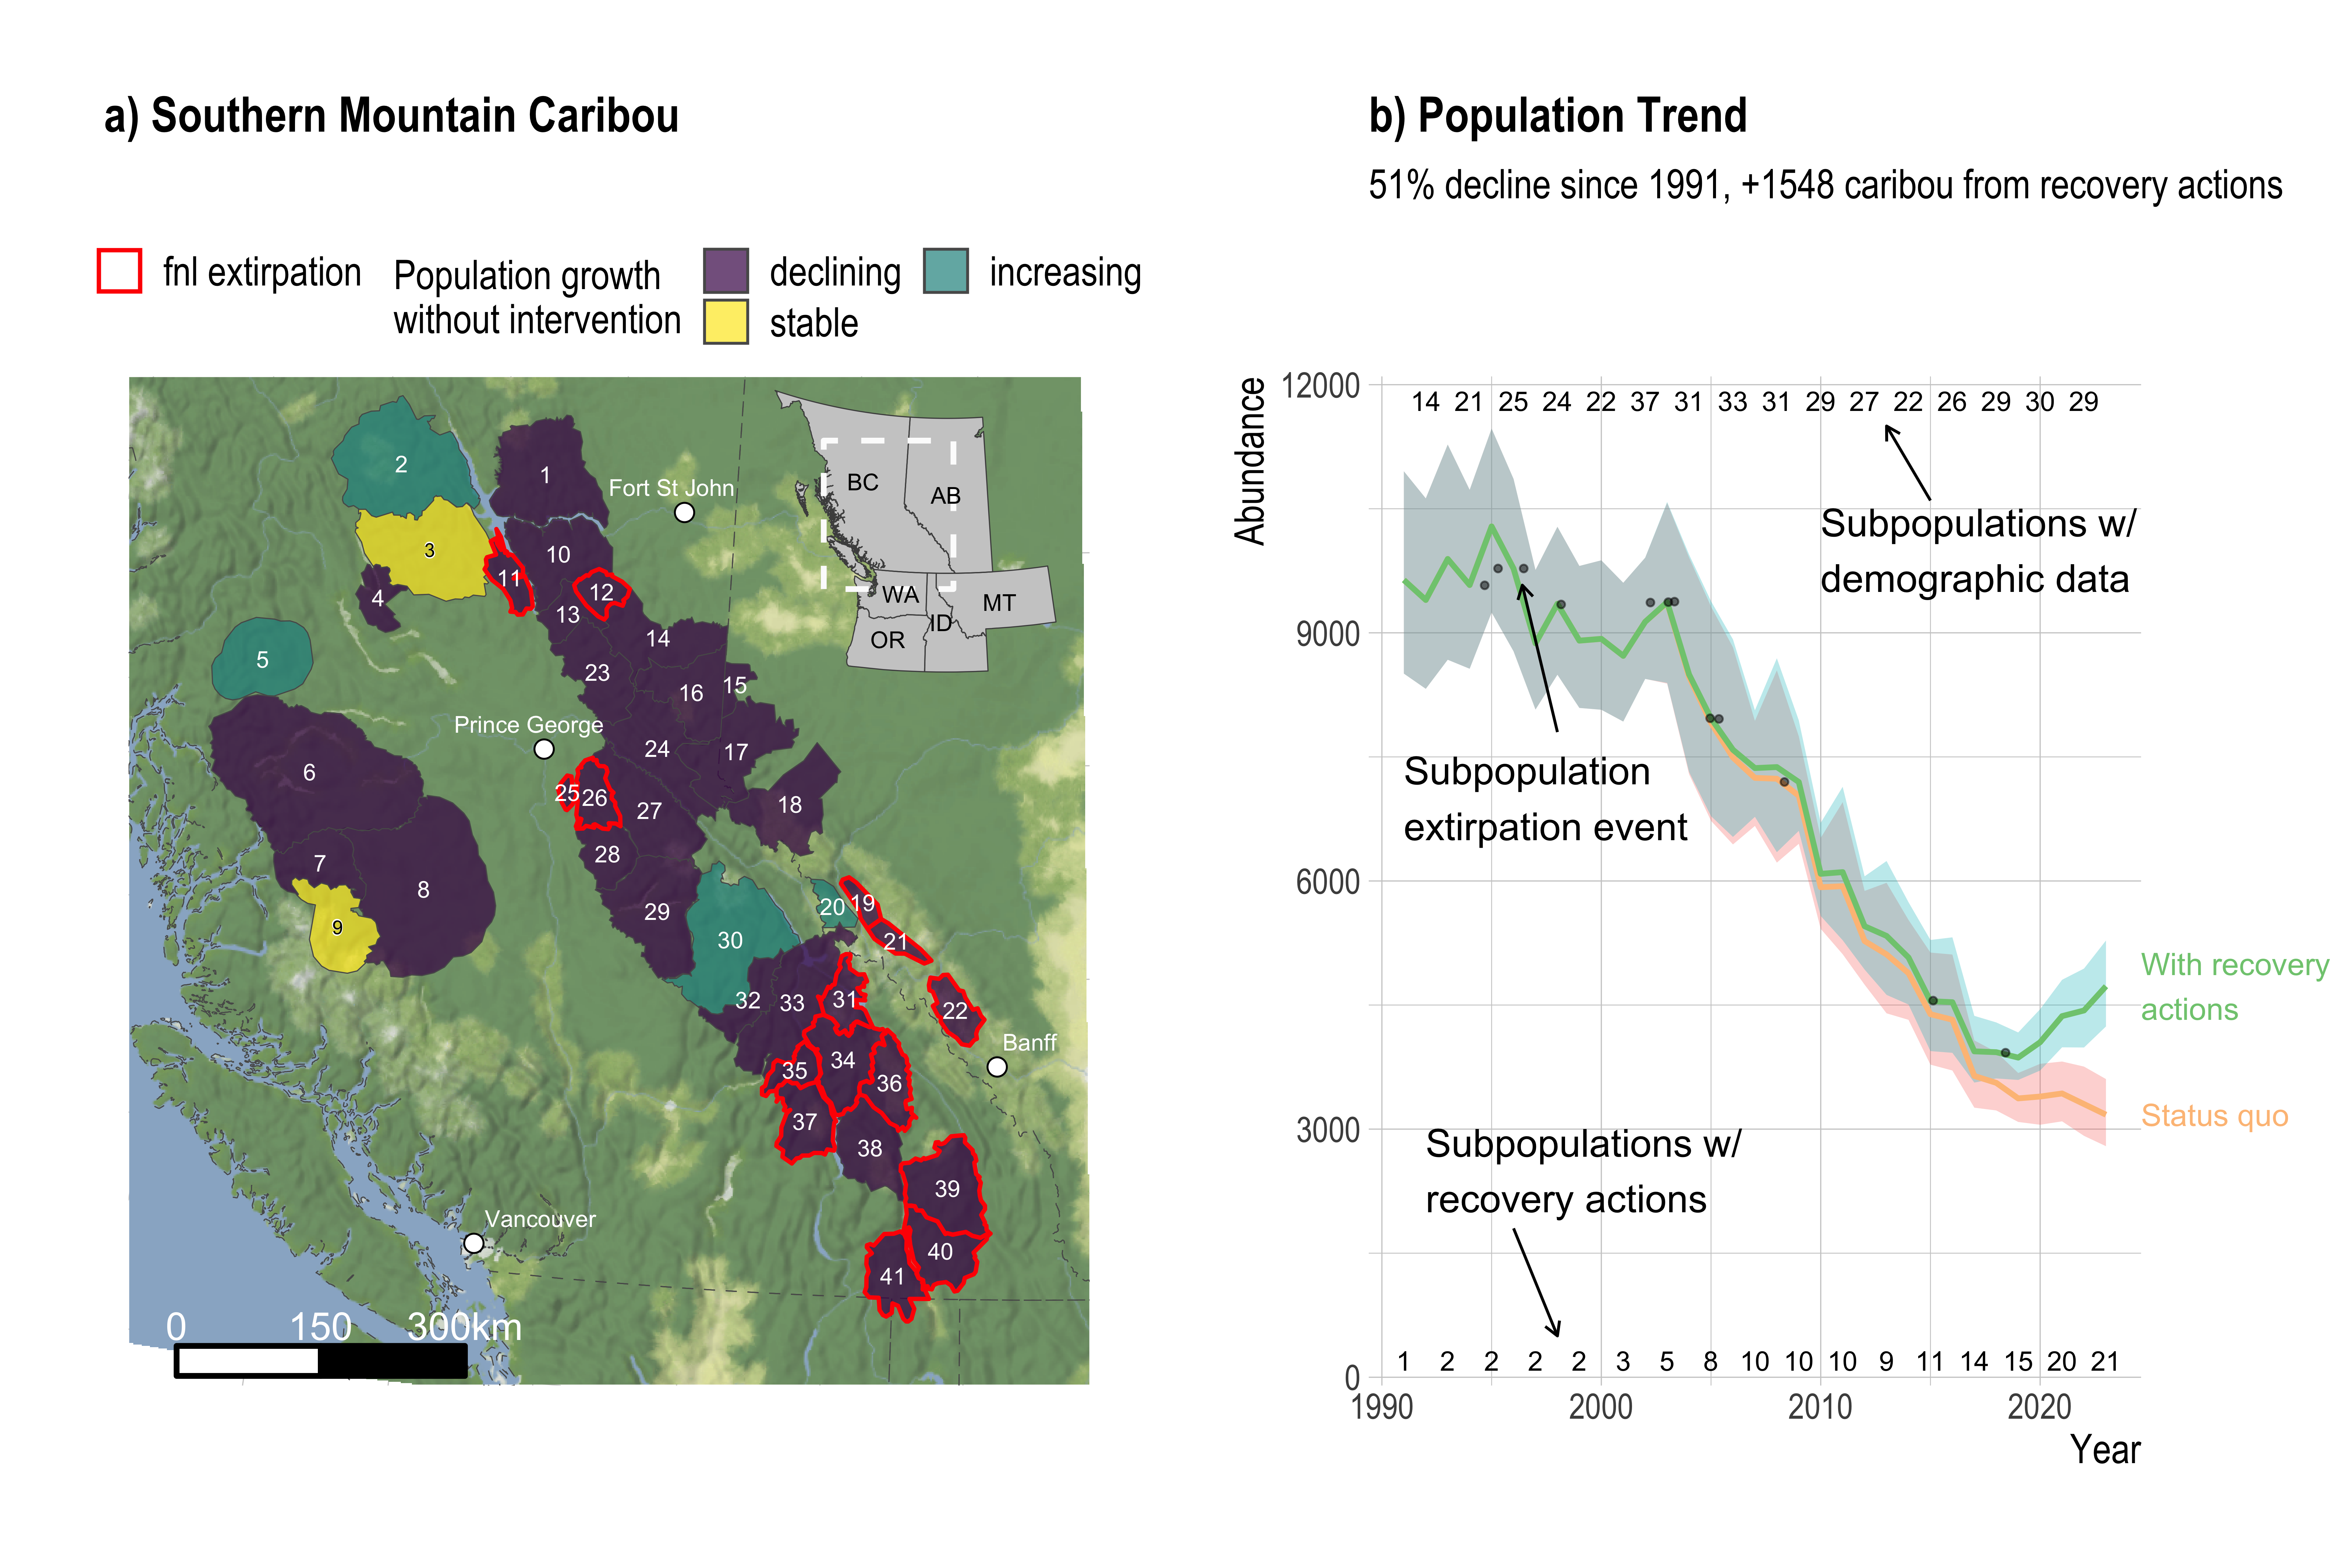 a) Southern Mountain Caribou
fnl extirpation
Population growth
without intervention
declining
increasing
stable
2
1
Fort St John
3
10
11
12
4
13
14
5
23
16
15
Prince George
24
17
6
25
26
27
18
28
7
8
29
20
19
9
30
21
32
33
31
22
Banff
34
35
36
37
38
39
Vancouver
40
41
0 150 300km
BC
AB
WA
MT
ID
OR
b) Population Trend
51% decline since 1991, +1548 caribou from recovery actions
Abundance
12000
9000
6000
3000
0
14 21 25 24 22 37 31 33 31 29 27 22 26 29 30 29
Subpopulations w/
demographic data
Subpopulation
extirpation event
With recovery
actions
Status quo
Subpopulations w/
recovery actions
1 2 2 2 2 3 5 8 10 10 10 9 11 14 15 20 21
1990 2000 2010 2020
Year